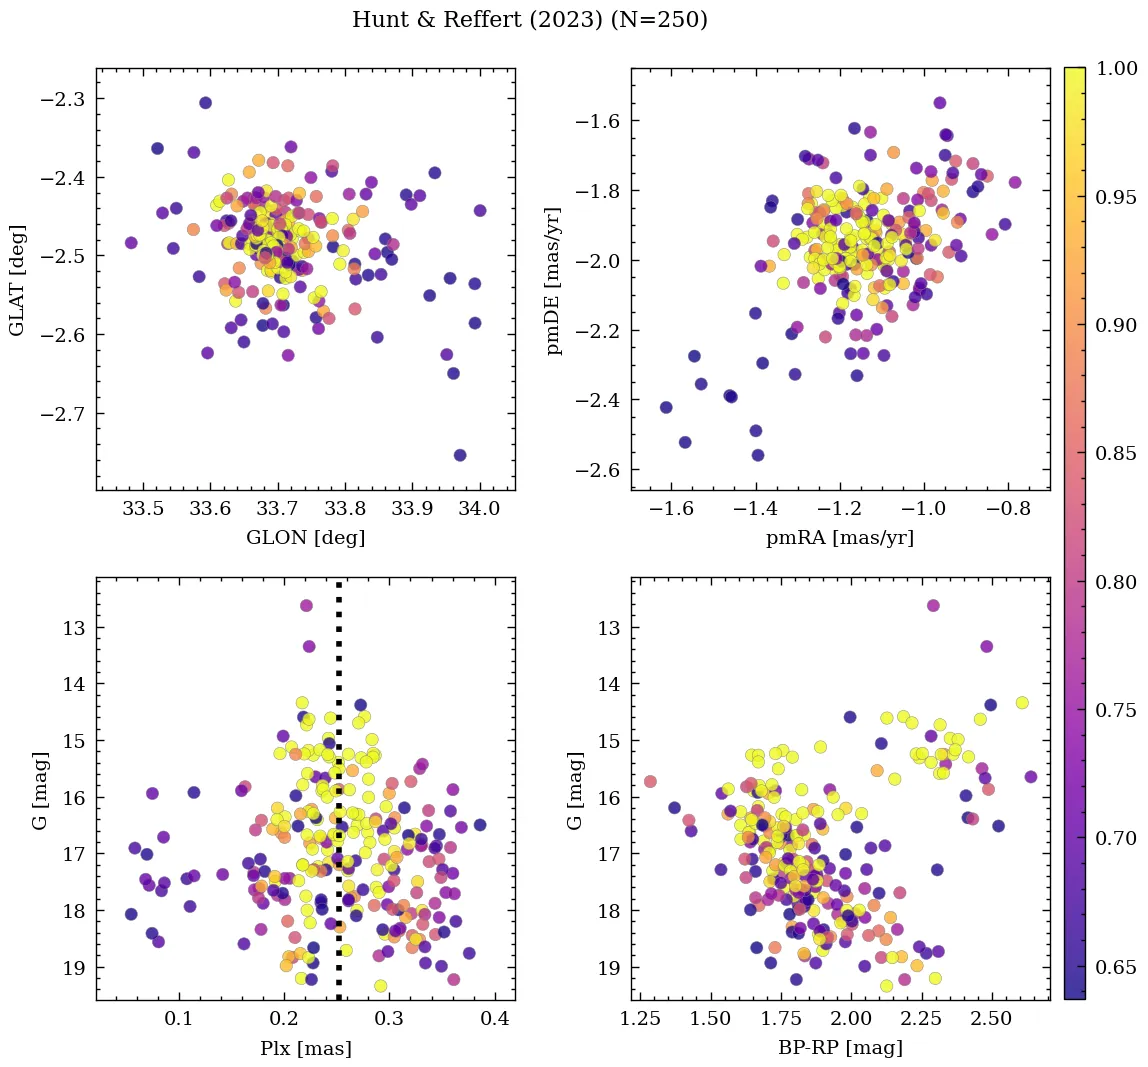 Hunt & Reffert (2023) (N=250)
−2.3
−2.4
−2.5
−2.6
−2.7
GLAT [deg]
33.5 33.6 33.7 33.8 33.9 34.0
GLON [deg]
−1.6
−1.8
−2.0
−2.2
−2.4
−2.6
pmDE [mas/yr]
−1.6 −1.4 −1.2 −1.0 −0.8
pmRA [mas/yr]
13
14
15
16
17
18
19
G [mag]
0.1 0.2 0.3 0.4
Plx [mas]
13
14
15
16
17
18
19
G [mag]
1.25 1.50 1.75 2.00 2.25 2.50
BP-RP [mag]
1.00
0.95
0.90
0.85
0.80
0.75
0.70
0.65